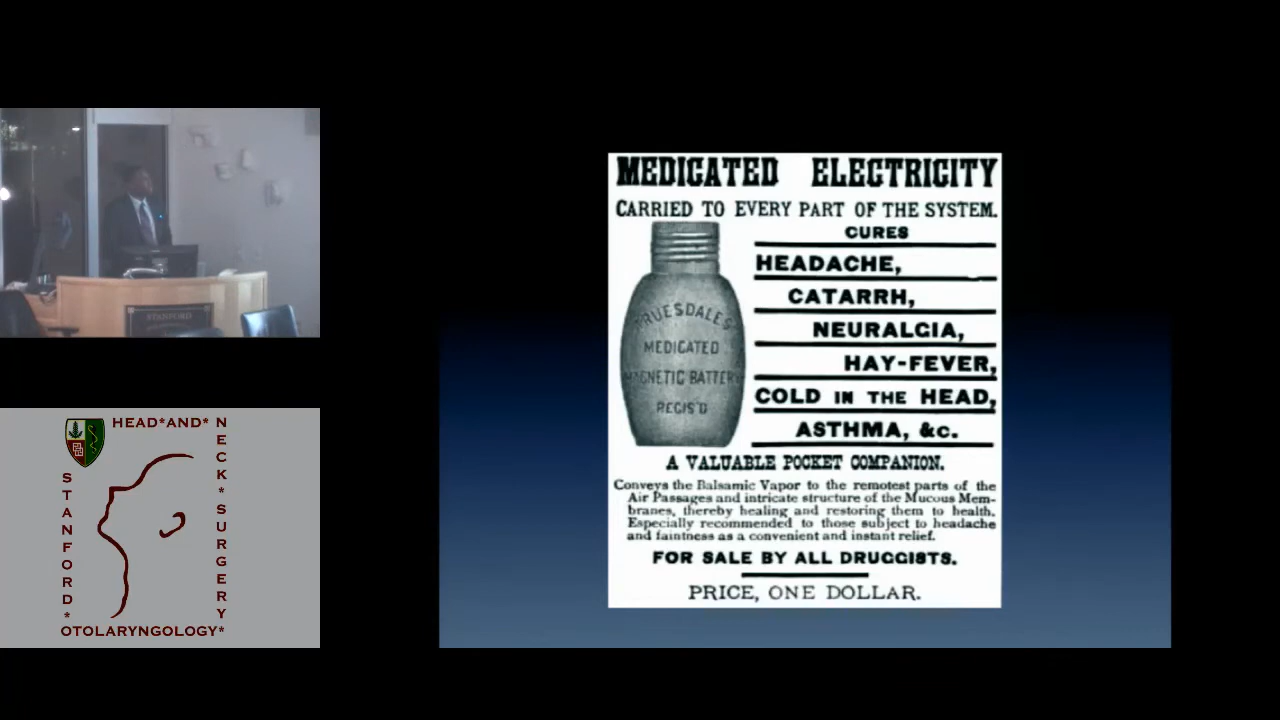 MEDICATED ELECTRICITY
CARRIED TO EVERY PART OF THE SYSTEM.
CURES
HEADACHE,
CATARRH,
NEURALGIA,
HAY-FEVER,
COLD IN THE HEAD,
ASTHMA, &c.
TRUESDALE'S
MEDICATED
MAGNETIC BATTERY
REGIS'D
A VALUABLE POCKET COMPANION.
Conveys the Balsamic Vapor to the remotest parts of the
Air Passages and intricate structure of the Mucous Mem-
branes, thereby healing and restoring them to health.
Especially recommended to those subject to headache
and faintness as a convenient and instant relief.
FOR SALE BY ALL DRUGGISTS.
PRICE, ONE DOLLAR.
STANFORD
HEAD*AND*
NECK*SURGERY
STANFORD*
OTOLARYNGOLOGY*